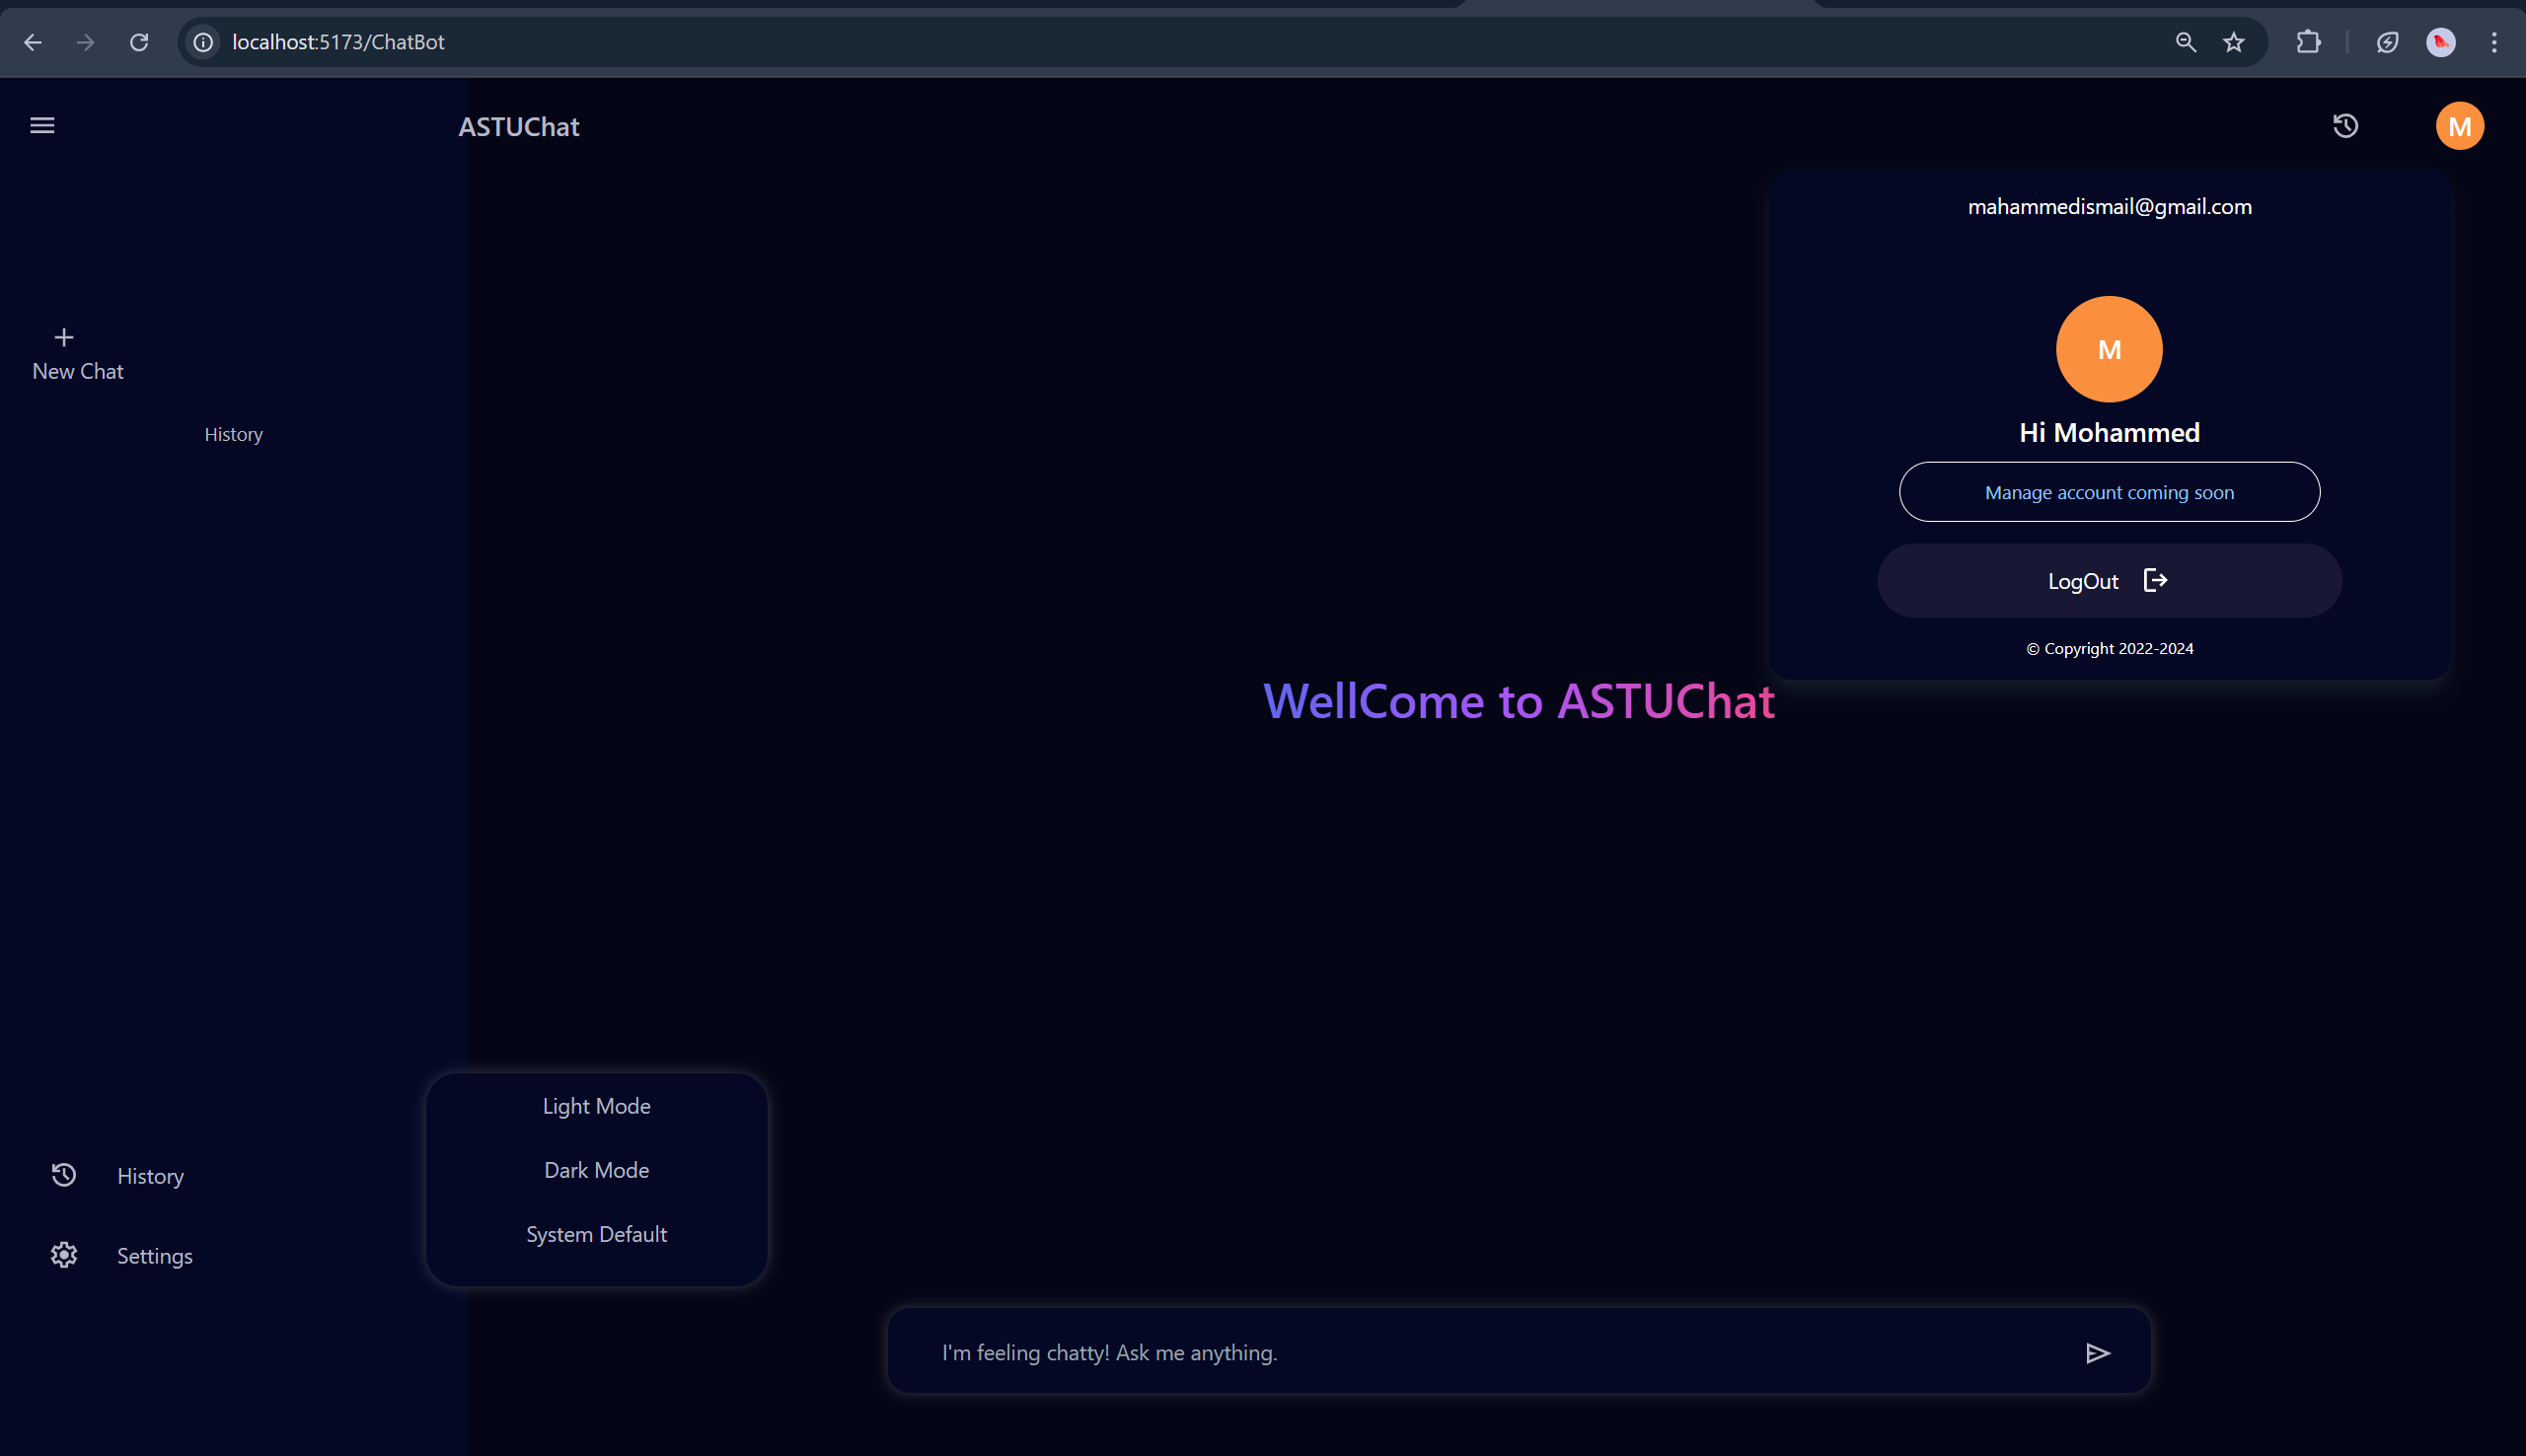 localhost:5173/ChatBot
ASTUChat
M
mahammedismail@gmail.com
M
Hi Mohammed
Manage account coming soon
LogOut
© Copyright 2022-2024
New Chat
History
WellCome to ASTUChat
Light Mode
Dark Mode
System Default
History
Settings
I'm feeling chatty! Ask me anything.